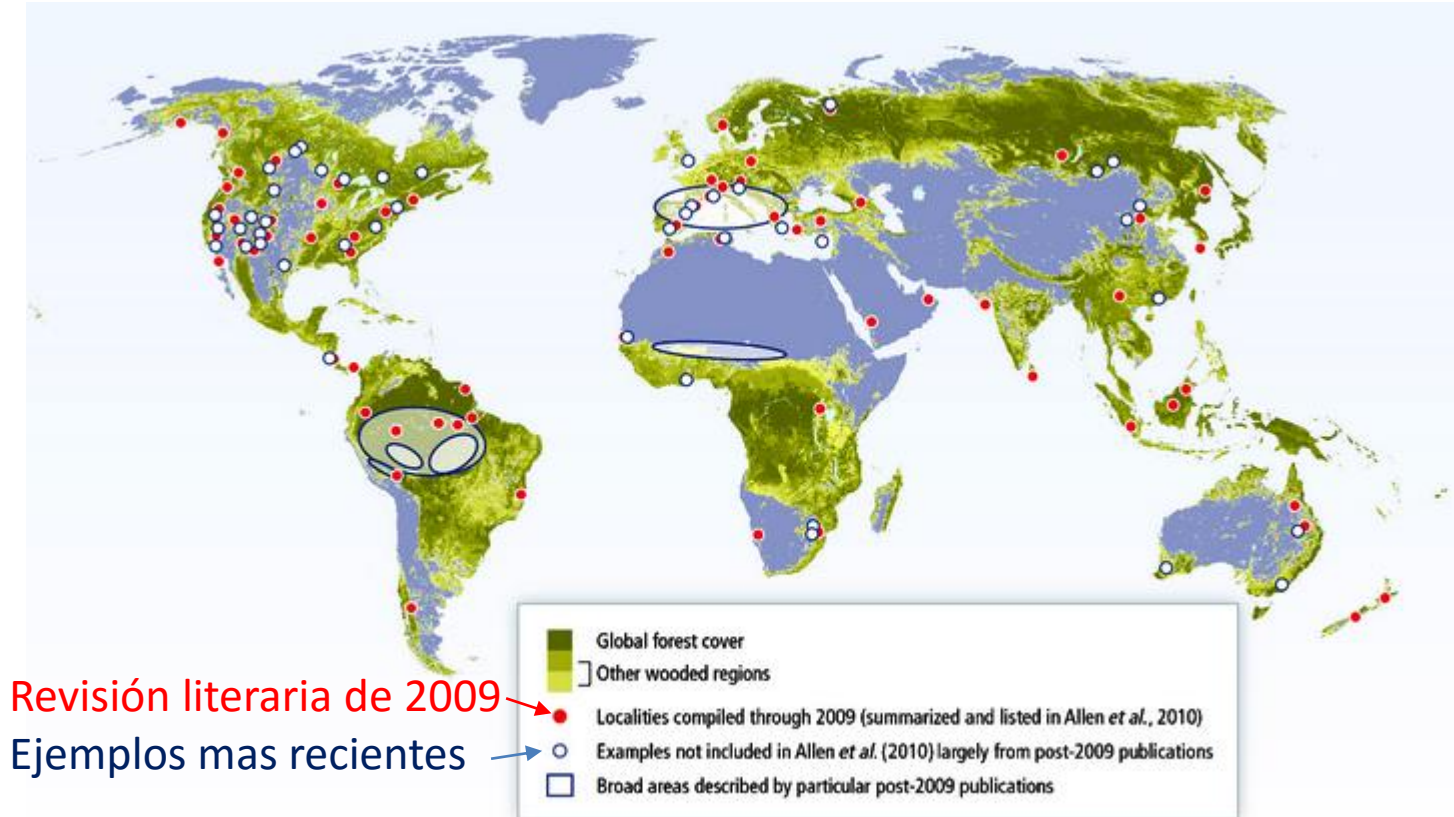 Global forest cover
Other wooded regions
Revisión literaria de 2009
Localities compiled through 2009 (summarized and listed in Allen et al., 2010)
Ejemplos mas recientes
Examples not included in Allen et al. (2010) largely from post-2009 publications
Broad areas described by particular post-2009 publications